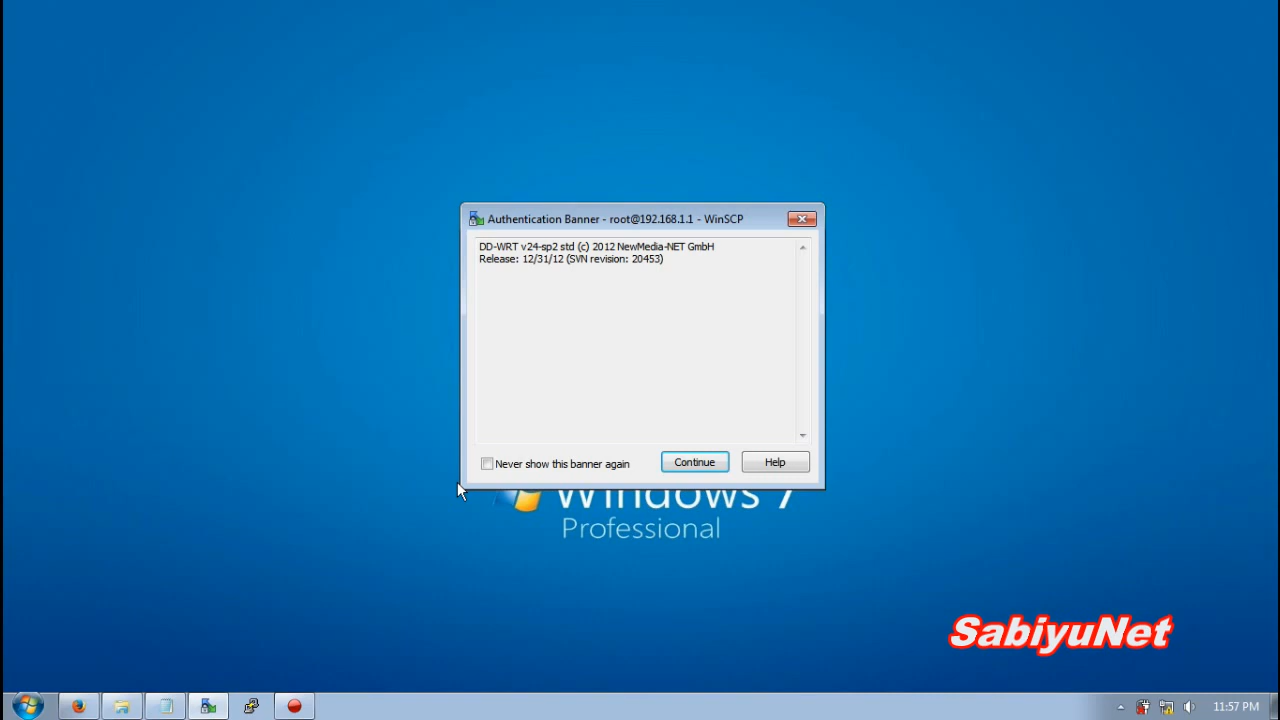 Authentication Banner - root@192.168.1.1 - WinSCP
DD-WRT v24-sp2 std (c) 2012 NewMedia-NET GmbH
Release: 12/31/12 (SVN revision: 20453)
Never show this banner again
Continue
Help
Windows 7
Professional
SabiyuNet
11:57 PM